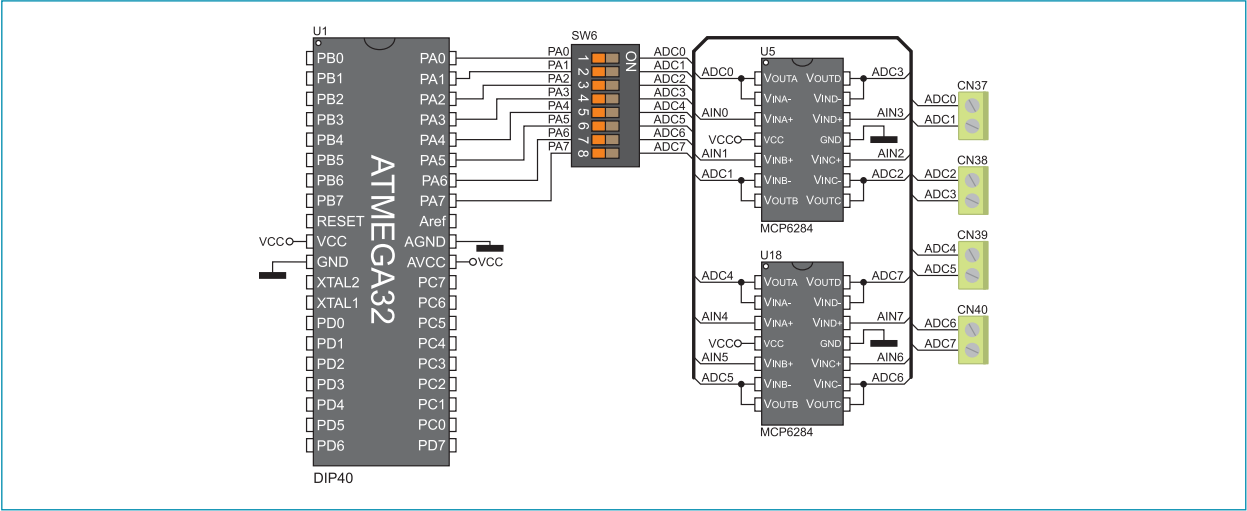 U1
PB0 PA0
PB1 PA1
PB2 PA2
PB3 PA3
PB4 PA4
PB5 PA5
PB6 PA6
PB7 PA7
RESET Aref
VCC VCC AGND
GND AVCC VCC
XTAL2 PC7
XTAL1 PC6
PD0 PC5
PD1 PC4
PD2 PC3
PD3 PC2
PD4 PC1
PD5 PC0
PD6 PD7
ATMEGA32
DIP40
SW6
ON
PA0 1 ADC0
PA1 2 ADC1
PA2 3 ADC2
PA3 4 ADC3
PA4 5 ADC4
PA5 6 ADC5
PA6 7 ADC6
PA7 8 ADC7
U5
ADC0 VOUTA VOUTD ADC3
VINA- VIND-
AIN0 VINA+ VIND+ AIN3
VCC VCC GND
AIN1 VINB+ VINC+ AIN2
ADC1 VINB- VINC- ADC2
VOUTB VOUTC
MCP6284
U18
ADC4 VOUTA VOUTD ADC7
VINA- VIND-
AIN4 VINA+ VIND+ AIN7
VCC VCC GND
AIN5 VINB+ VINC+ AIN6
ADC5 VINB- VINC- ADC6
VOUTB VOUTC
MCP6284
CN37
ADC0
ADC1
CN38
ADC2
ADC3
CN39
ADC4
ADC5
CN40
ADC6
ADC7